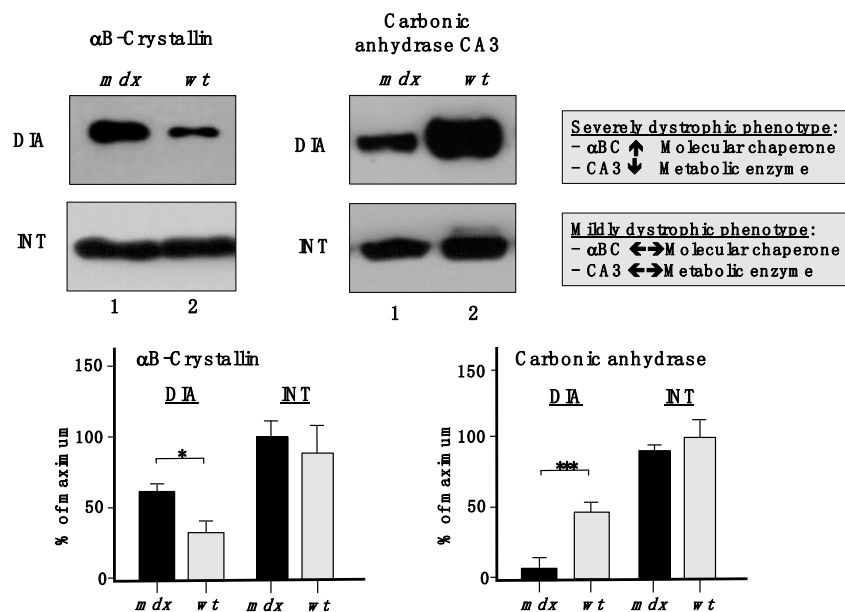 αB-Crystallin
mdx wt
DIA
INT
1 2
Carbonic
anhydrase CA3
mdx wt
DIA
INT
1 2
Severely dystrophic phenotype:
- αBC ↑ Molecular chaperone
- CA3 ↓ Metabolic enzyme
Mildly dystrophic phenotype:
- αBC ←→ Molecular chaperone
- CA3 ←→ Metabolic enzyme
αB-Crystallin
DIA INT
% of maximum
150
100
50
0
*
mdx wt mdx wt
Carbonic anhydrase
DIA INT
% of maximum
150
100
50
0
***
mdx wt mdx wt